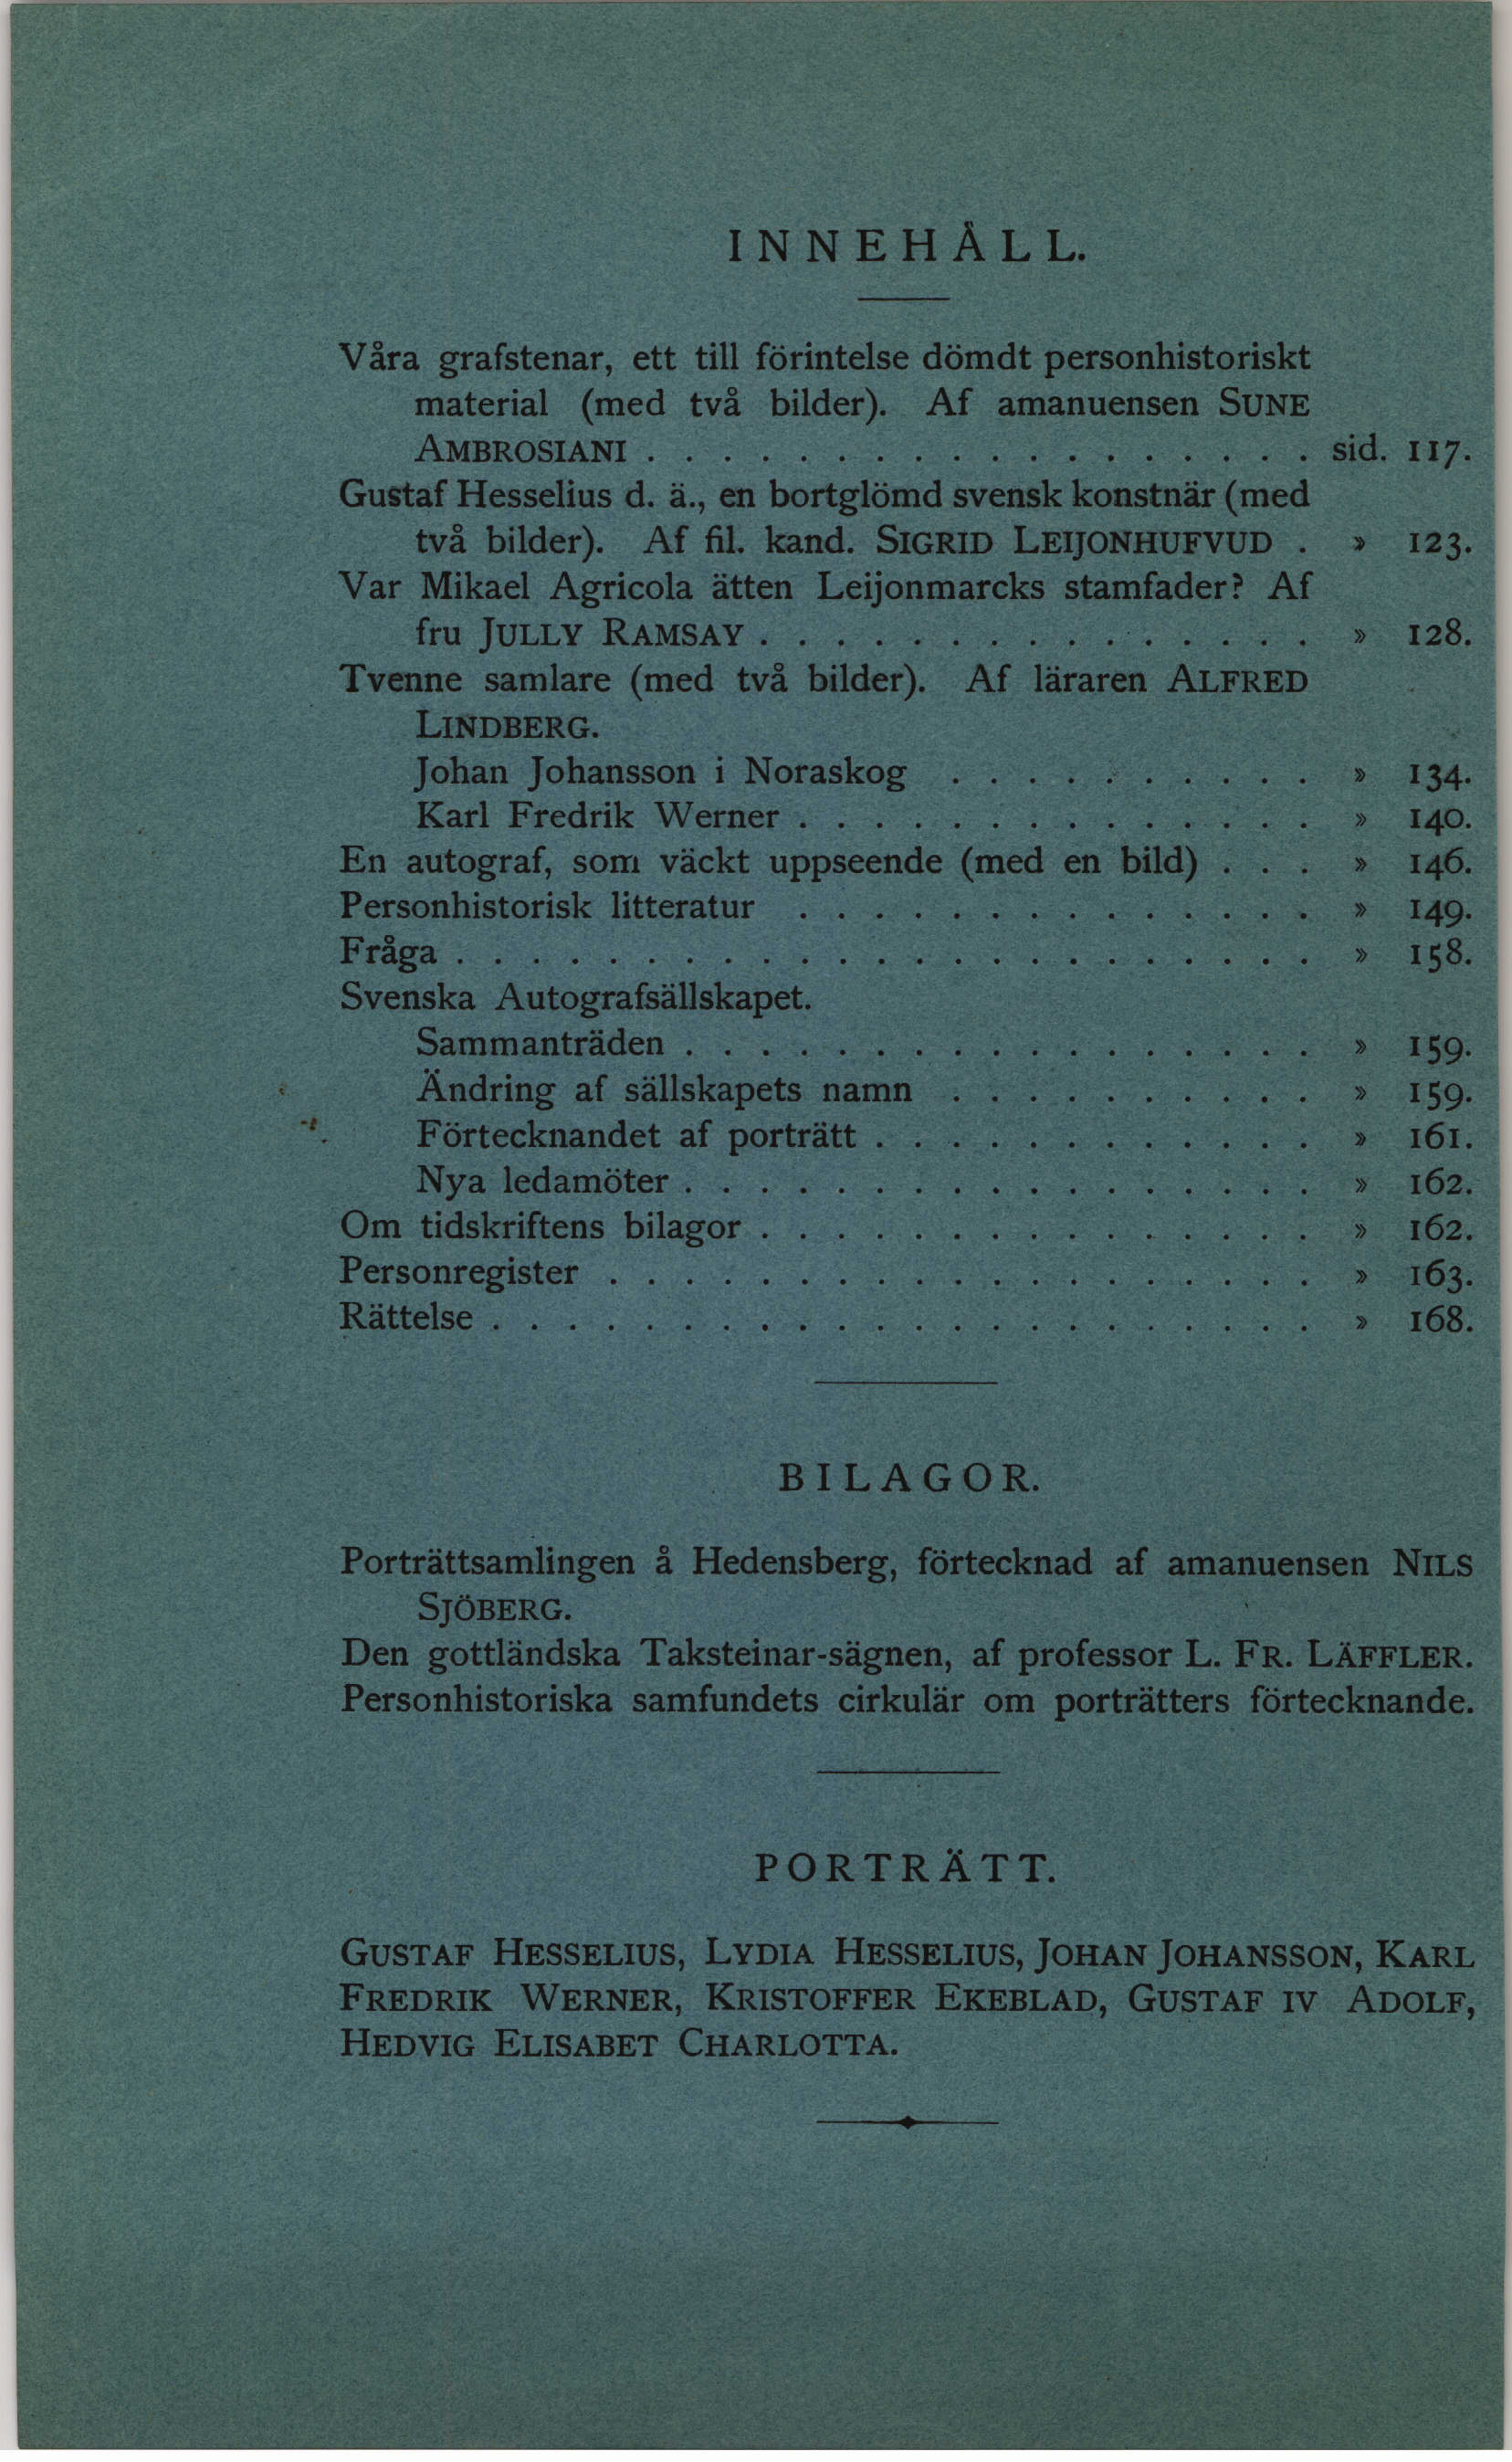 INNEHÅLL.
Våra grafstenar, ett till förintelse dömdt personhistoriskt
material (med två bilder). Af amanuensen SUNE
AMBROSIANI . . . . . . . . . . . . . . . . . . sid. 117.
Gustaf Hesselius d. ä., en bortglömd svensk konstnär (med
två bilder). Af fil. kand. SIGRID LEIJONHUFVUD . » 123.
Var Mikael Agricola ätten Leijonmarcks stamfader? Af
fru JULLY RAMSAY . . . . . . . . . . . . . . . » 128.
Tvenne samlare (med två bilder). Af läraren ALFRED
LINDBERG.
Johan Johansson i Noraskog . . . . . . . . . . » 134.
Karl Fredrik Werner . . . . . . . . . . . . . . » 140.
En autograf, som väckt uppseende (med en bild) . . . » 146.
Personhistorisk litteratur . . . . . . . . . . . . . . » 149.
Fråga . . . . . . . . . . . . . . . . . . . . . . . » 158.
Svenska Autografsällskapet.
Sammanträden . . . . . . . . . . . . . . . . . » 159.
Ändring af sällskapets namn . . . . . . . . . . » 159.
Förtecknandet af porträtt . . . . . . . . . . . . » 161.
Nya ledamöter . . . . . . . . . . . . . . . . . » 162.
Om tidskriftens bilagor . . . . . . . . . . . . . . . » 162.
Personregister . . . . . . . . . . . . . . . . . . . » 163.
Rättelse . . . . . . . . . . . . . . . . . . . . . . » 168.
BILAGOR.
Porträttsamlingen å Hedensberg, förtecknad af amanuensen NILS
SJÖBERG.
Den gottländska Taksteinar-sägnen, af professor L. FR. LÄFFLER.
Personhistoriska samfundets cirkulär om porträtters förtecknande.
PORTRÄTT.
GUSTAF HESSELIUS, LYDIA HESSELIUS, JOHAN JOHANSSON, KARL
FREDRIK WERNER, KRISTOFFER EKEBLAD, GUSTAF IV ADOLF,
HEDVIG ELISABET CHARLOTTA.